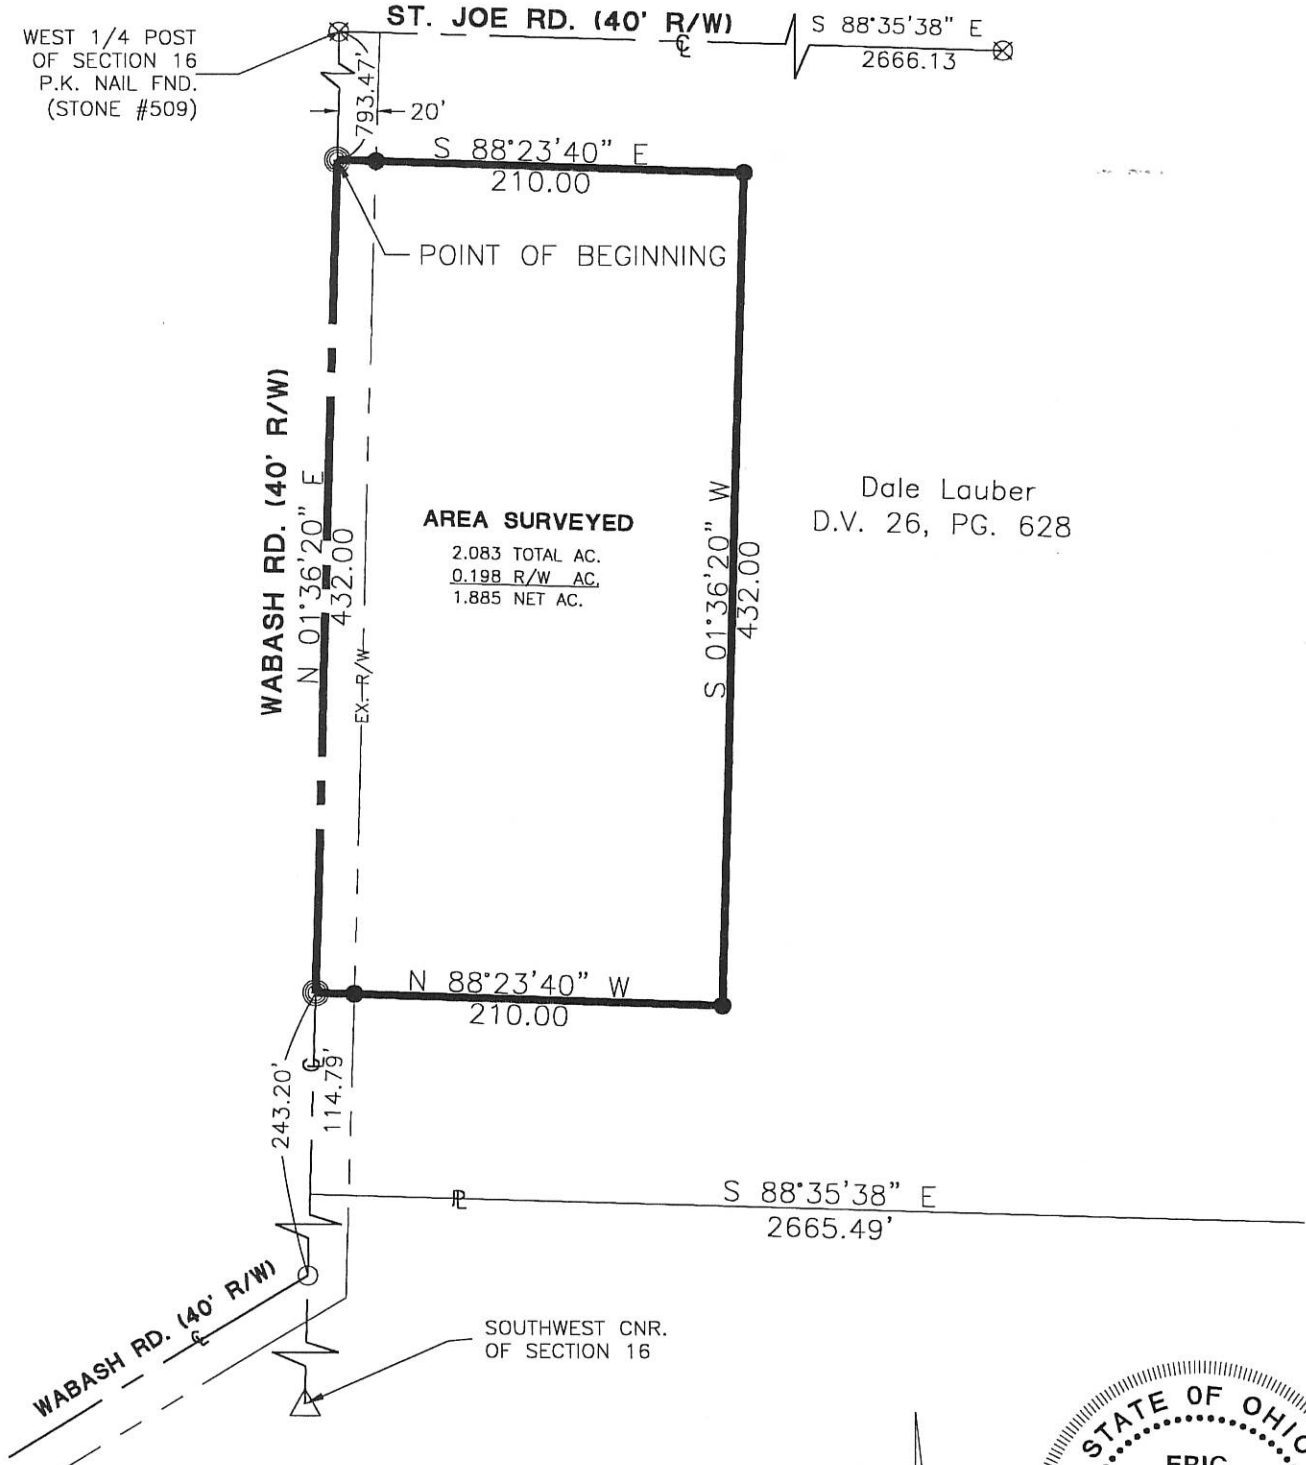 ST. JOE RD. (40' R/W)
S 88°35'38" E
2666.13
WEST 1/4 POST
OF SECTION 16
P.K. NAIL FND.
(STONE #509)
793.47'
20'
S 88°23'40" E
210.00
POINT OF BEGINNING
WABASH RD. (40' R/W)
N 01°36'20" E
432.00
EX. R/W
AREA SURVEYED
2.083 TOTAL AC.
0.198 R/W AC.
1.885 NET AC.
S 01°36'20" W
432.00
Dale Lauber
D.V. 26, PG. 628
N 88°23'40" W
210.00
243.20'
114.79'
S 88°35'38" E
2665.49'
WABASH RD. (40' R/W)
SOUTHWEST CNR.
OF SECTION 16
STATE OF OHIO
ERIC